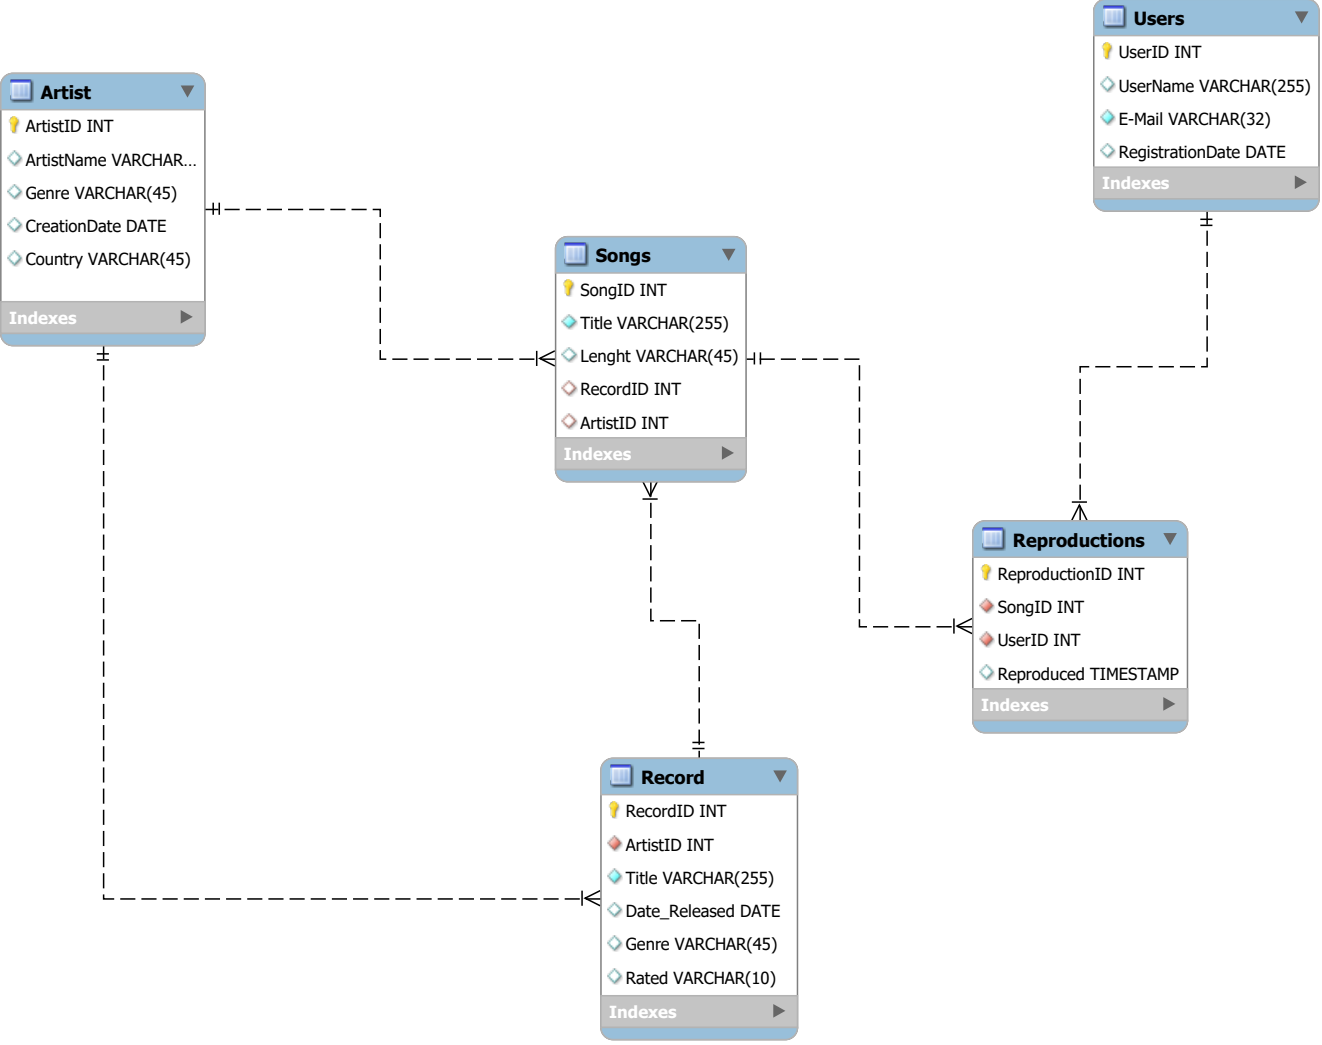 Artist
ArtistID INT
ArtistName VARCHAR...
Genre VARCHAR(45)
CreationDate DATE
Country VARCHAR(45)
Indexes
Songs
SongID INT
Title VARCHAR(255)
Lenght VARCHAR(45)
RecordID INT
ArtistID INT
Indexes
Users
UserID INT
UserName VARCHAR(255)
E-Mail VARCHAR(32)
RegistrationDate DATE
Indexes
Reproductions
ReproductionID INT
SongID INT
UserID INT
Reproduced TIMESTAMP
Indexes
Record
RecordID INT
ArtistID INT
Title VARCHAR(255)
Date_Released DATE
Genre VARCHAR(45)
Rated VARCHAR(10)
Indexes